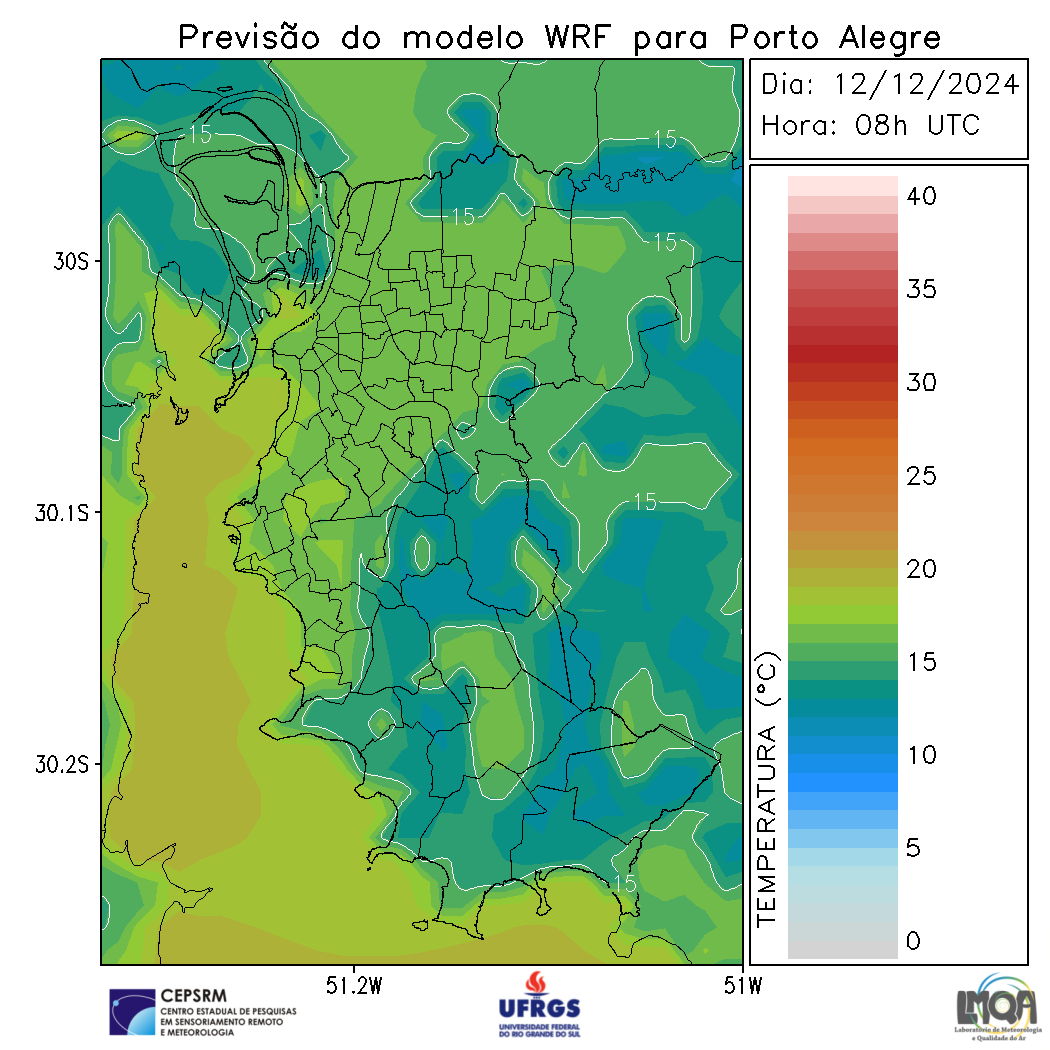 Previsão do modelo WRF para Porto Alegre
Dia: 12/12/2024
Hora: 08h UTC
15
15
15
15
15
15
30S
30.1S
30.2S
51.2W
51W
40
35
30
25
20
15
10
5
0
TEMPERATURA (°C)
CEPSRM
CENTRO ESTADUAL DE PESQUISAS
EM SENSORIAMENTO REMOTO
E METEOROLOGIA
UFRGS
UNIVERSIDADE FEDERAL
DO RIO GRANDE DO SUL
LMQA
Laboratório de Meteorologia
e Qualidade do Ar